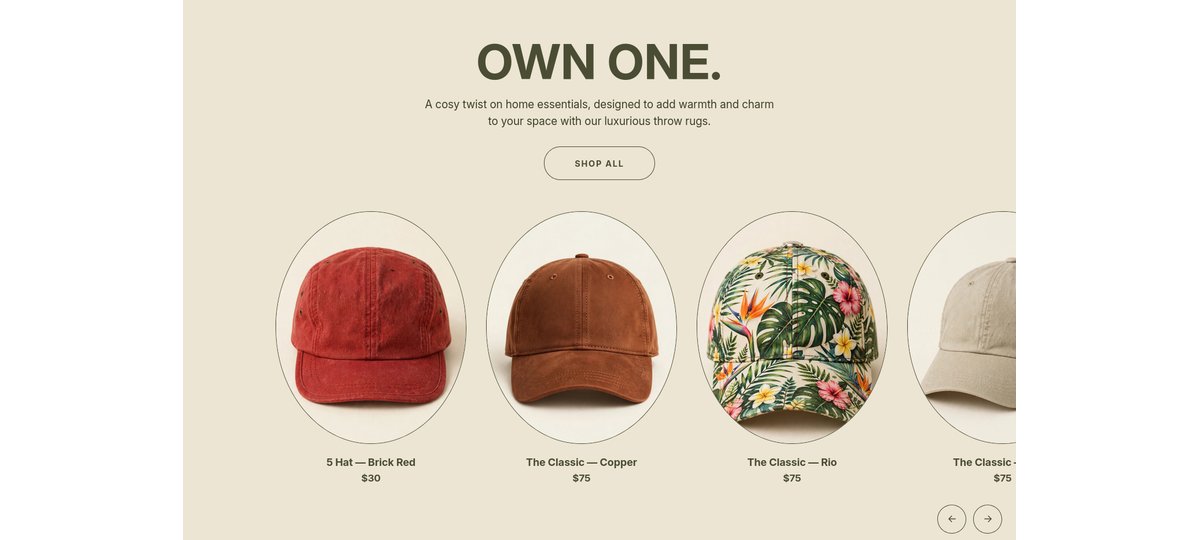 OWN ONE.
A cosy twist on home essentials, designed to add warmth and charm
to your space with our luxurious throw rugs.
SHOP ALL
5 Hat — Brick Red
$30
The Classic — Copper
$75
The Classic — Rio
$75
The Classic -
$75